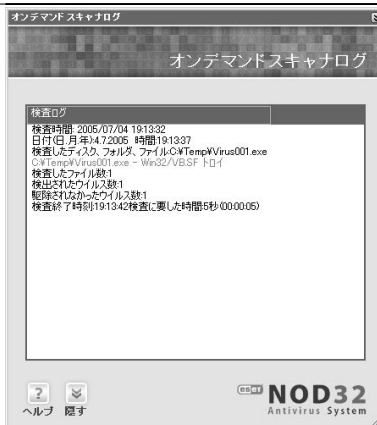 オンデマンドスキャナログ
オンデマンドスキャナログ
検査ログ
検査時間: 2005/07/04 19:13:32
日付(日.月.年):4.7.2005 時間:19:13:37
検査したディスク、フォルダ、ファイル:C:¥Temp¥Virus001.exe
C:¥Temp¥Virus001.exe - Win32/VB.SF トロイ
検査したファイル数:1
検出されたウイルス数:1
駆除されなかったウイルス数:1
検査終了時刻:19:13:42検査に要した時間:5秒 (00:00:05)
ヘルプ 隠す
eset NOD32
Antivirus System